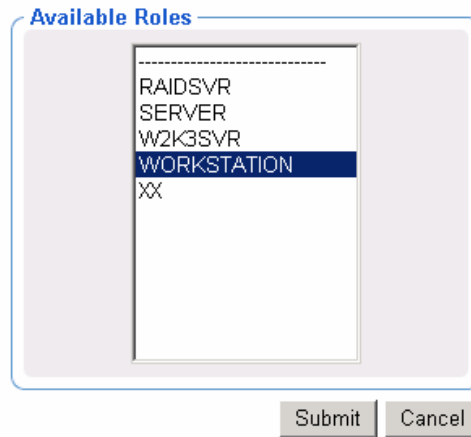 Available Roles
----------------------------
RAIDSVR
SERVER
W2K3SVR
WORKSTATION
XX
Submit Cancel